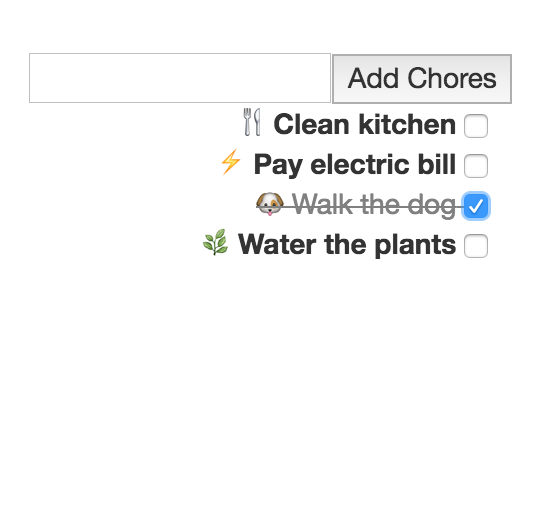 Add Chores
🍴 Clean kitchen
⚡ Pay electric bill
🐶 Walk the dog
🌿 Water the plants